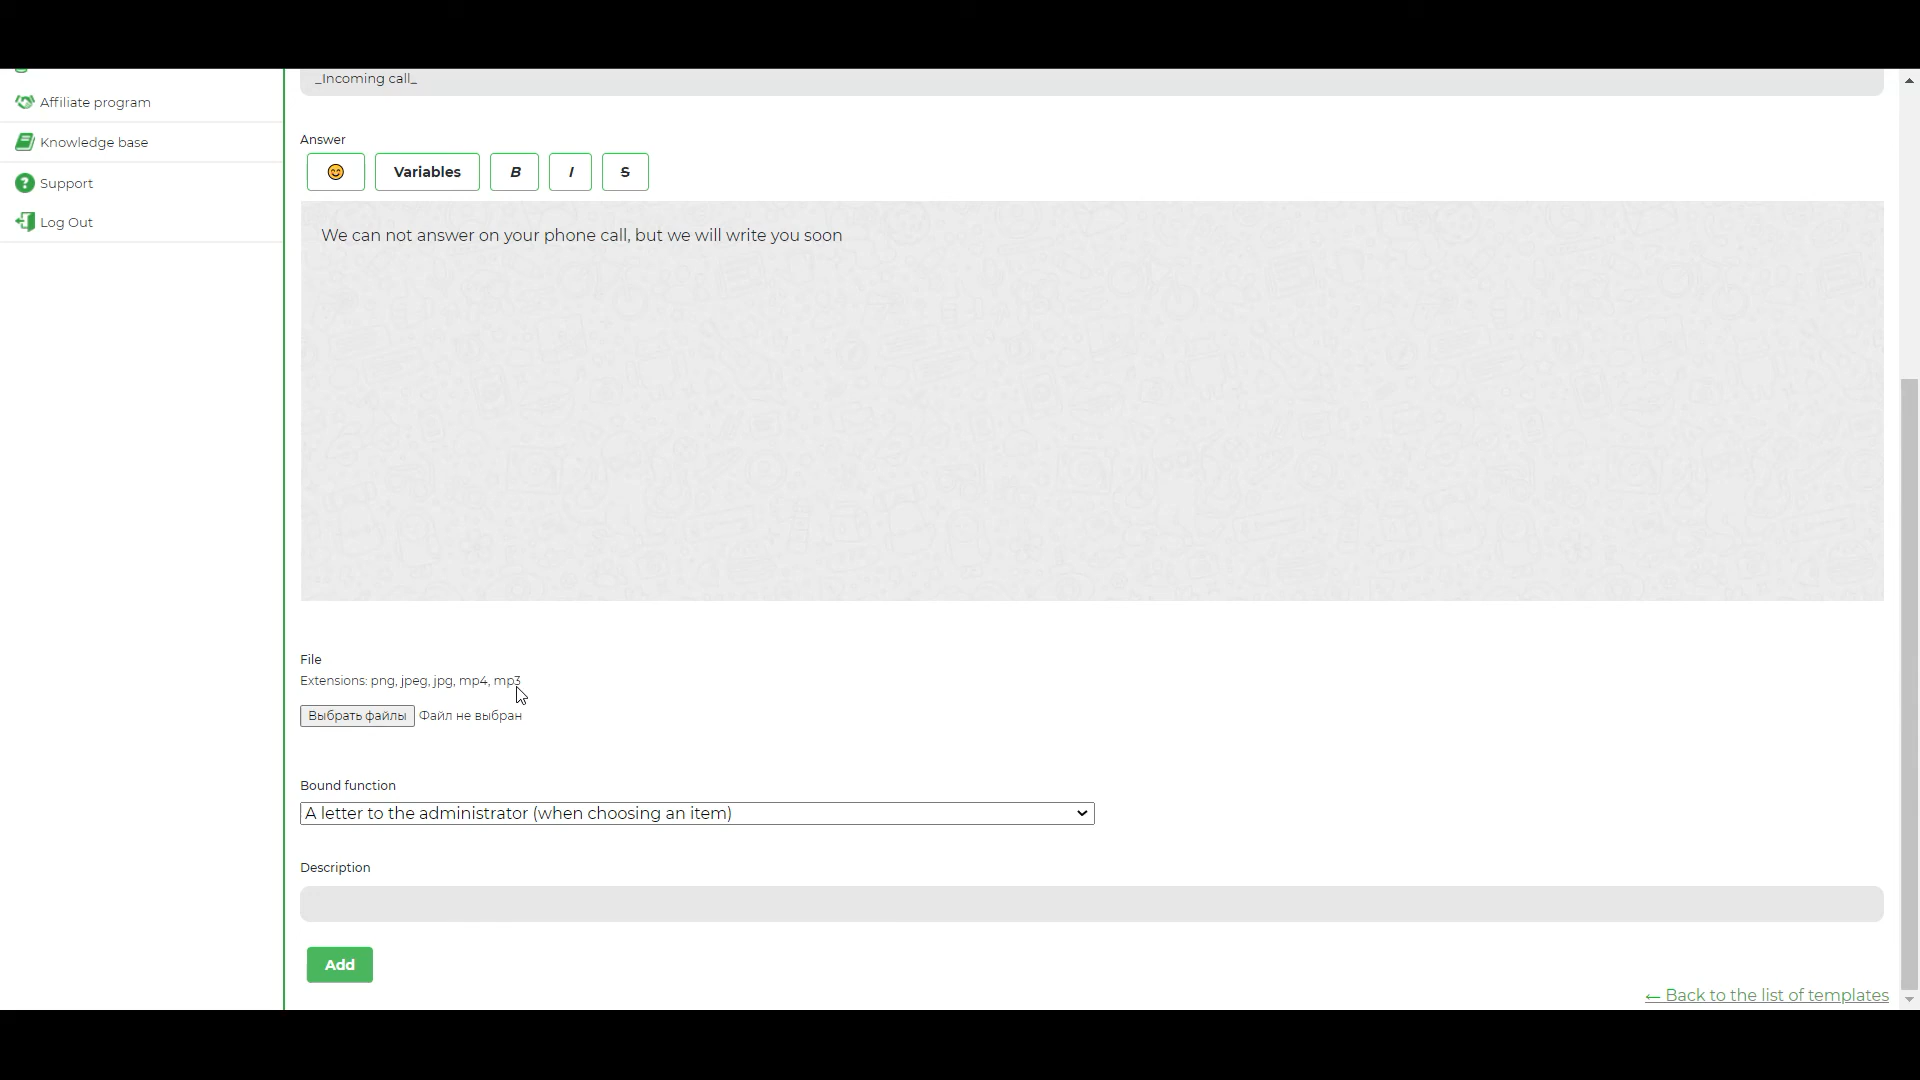 _Incoming call_
Affiliate program
Knowledge base
Support
Log Out
Answer
Variables B I S
We can not answer on your phone call, but we will write you soon
File
Extensions: png, jpeg, jpg, mp4, mp3
Выбрать файлы Файл не выбран
Bound function
A letter to the administrator (when choosing an item)
Description
Add
← Back to the list of templates